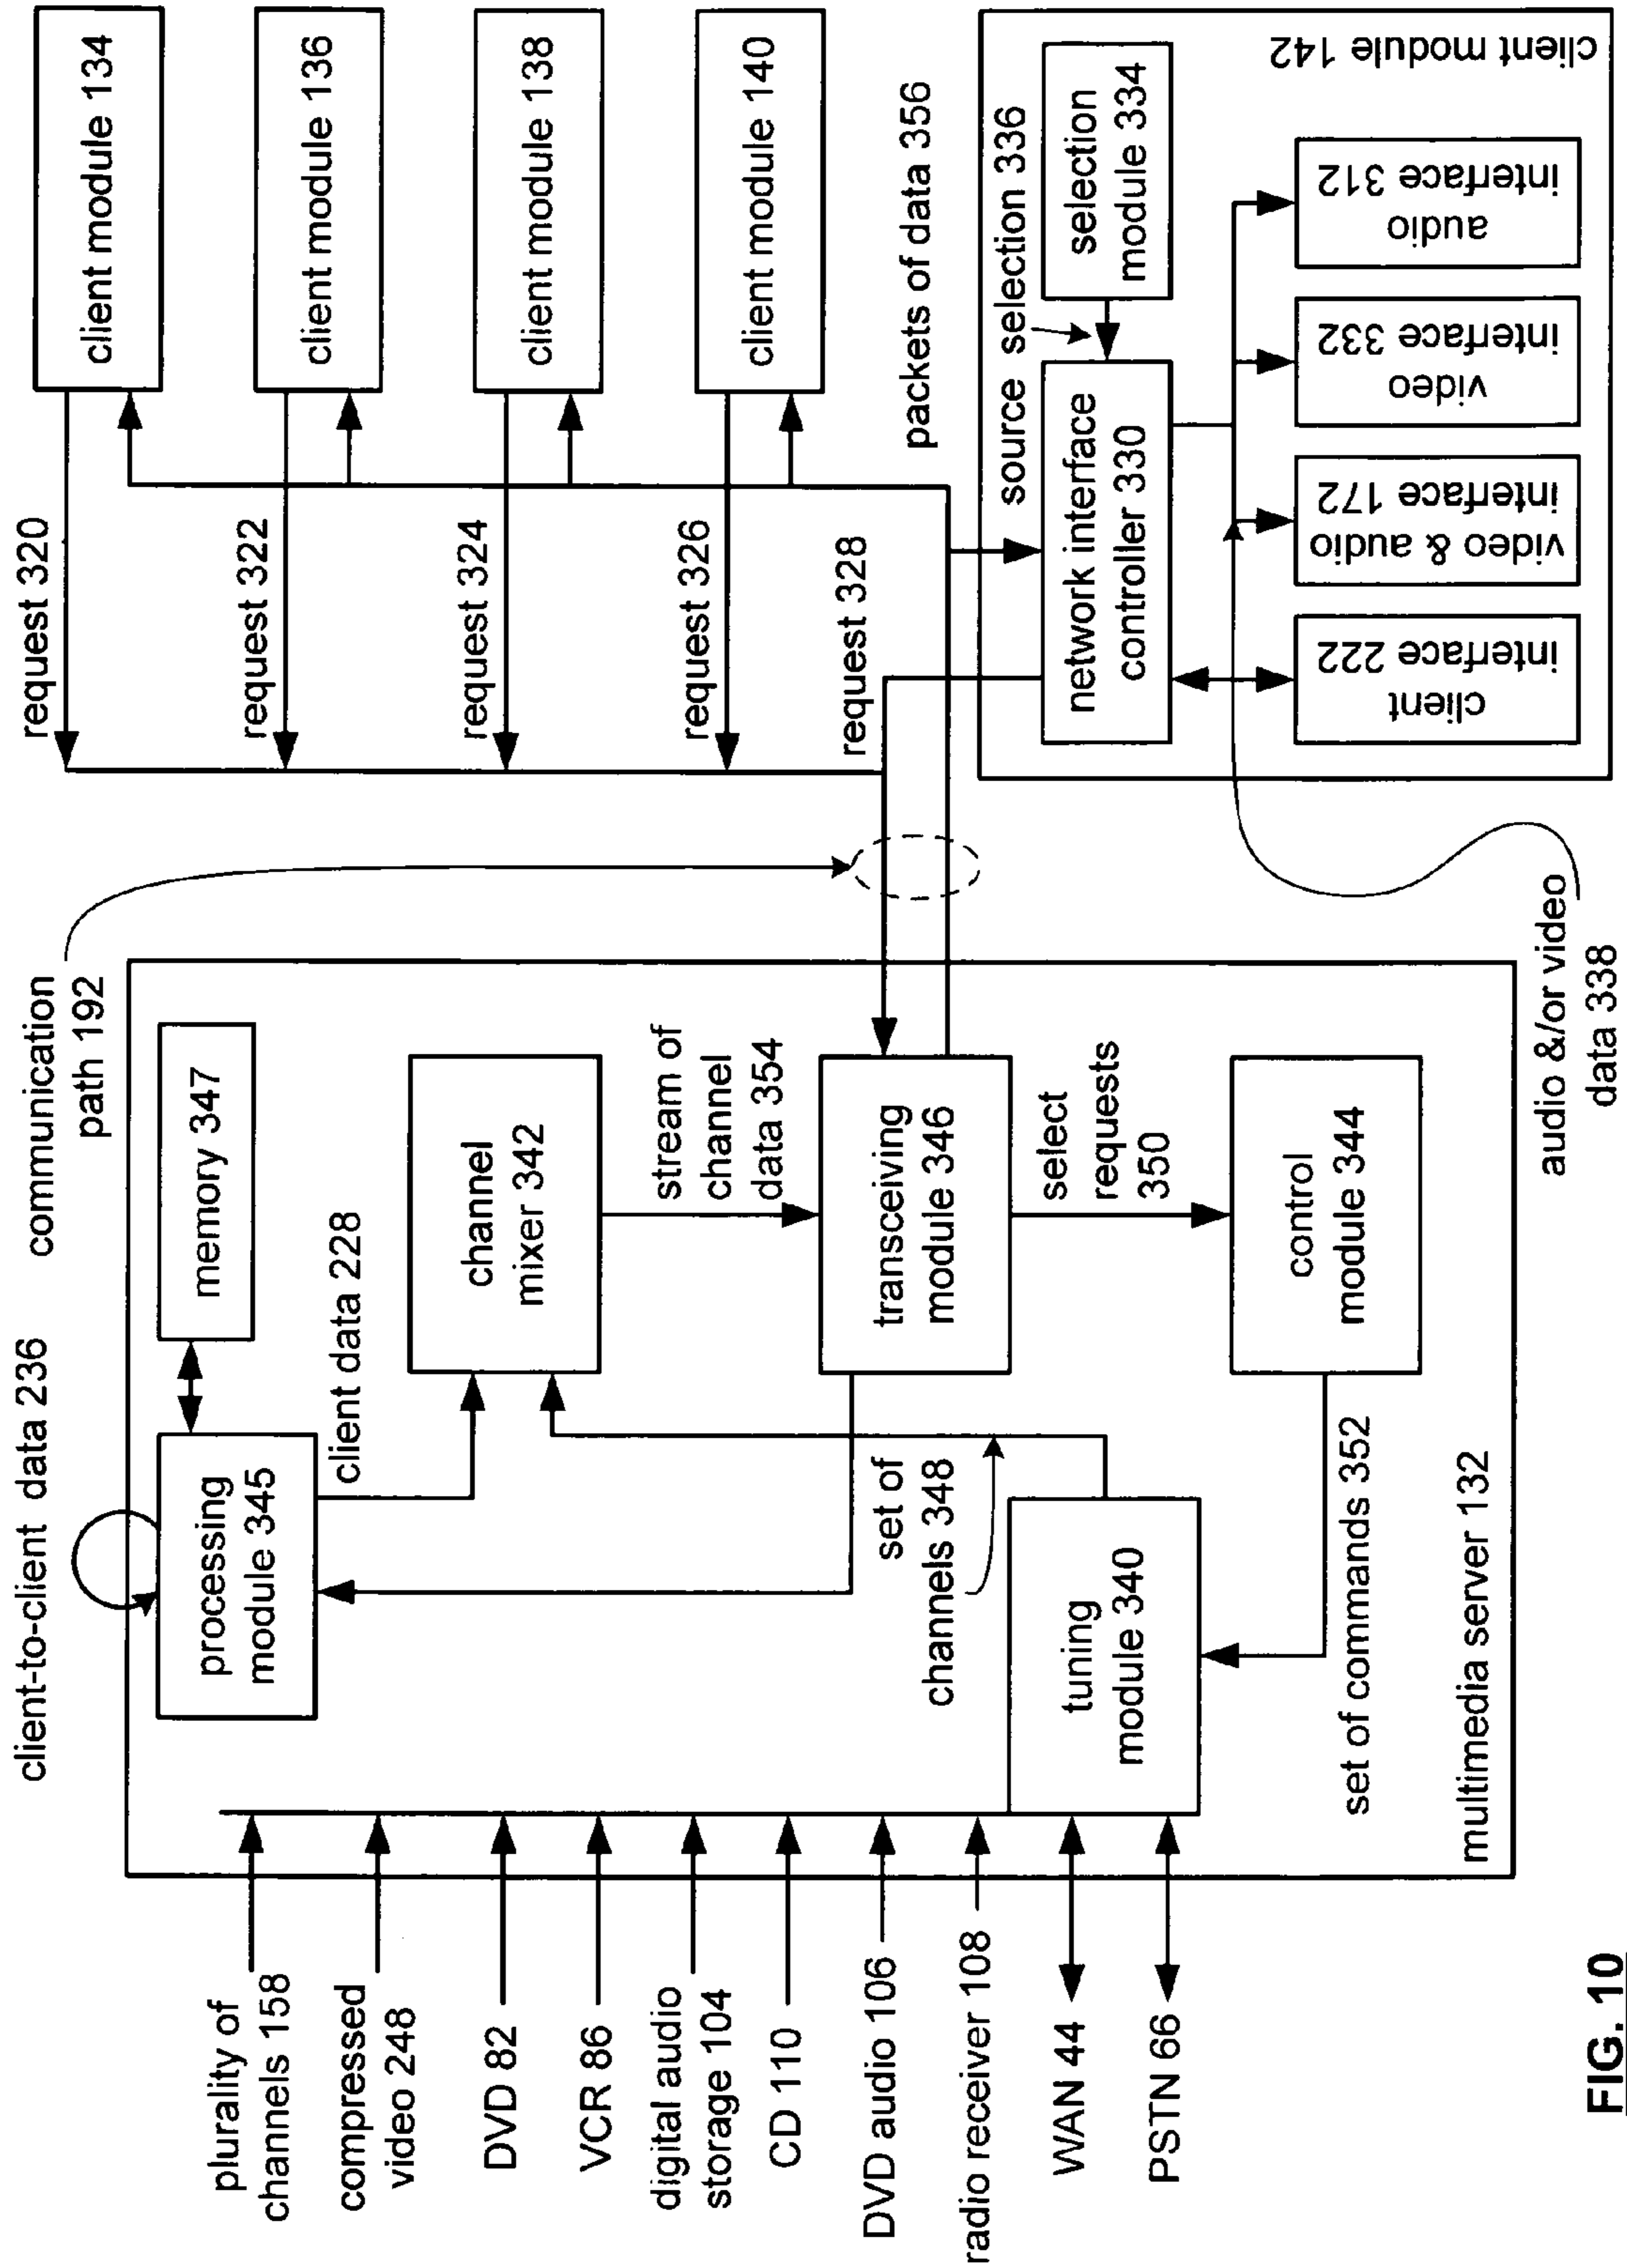 client-to-client data 236
communication
path 192
request 320
client module 134
plurality of
channels 158
processing
module 345
memory 347
request 322
client module 136
compressed
video 248
client data 228
DVD 82
channel
mixer 342
request 324
client module 138
VCR 86
digital audio
storage 104
stream of
channel
data 354
request 326
client module 140
CD 110
DVD audio 106
set of
channels 348
transceiving
module 346
request 328
packets of data 356
radio receiver 108
source selection 336
WAN 44
tuning
module 340
select
requests
350
network interface
controller 330
selection
module 334
PSTN 66
control
module 344
set of commands 352
client
interface 222
video & audio
interface 172
video
interface 332
audio
interface 312
multimedia server 132
audio &/or video
data 338
client module 142
FIG. 10